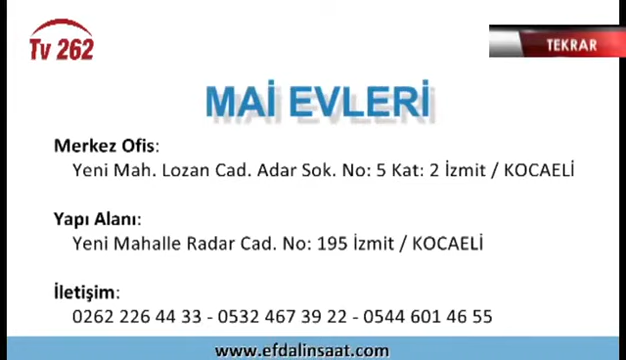 Tv 262
TEKRAR
MAİ EVLERİ
Merkez Ofis:
Yeni Mah. Lozan Cad. Adar Sok. No: 5 Kat: 2 İzmit / KOCAELİ
Yapı Alanı:
Yeni Mahalle Radar Cad. No: 195 İzmit / KOCAELİ
İletişim:
0262 226 44 33 - 0532 467 39 22 - 0544 601 46 55
www.efdalinsaat.com